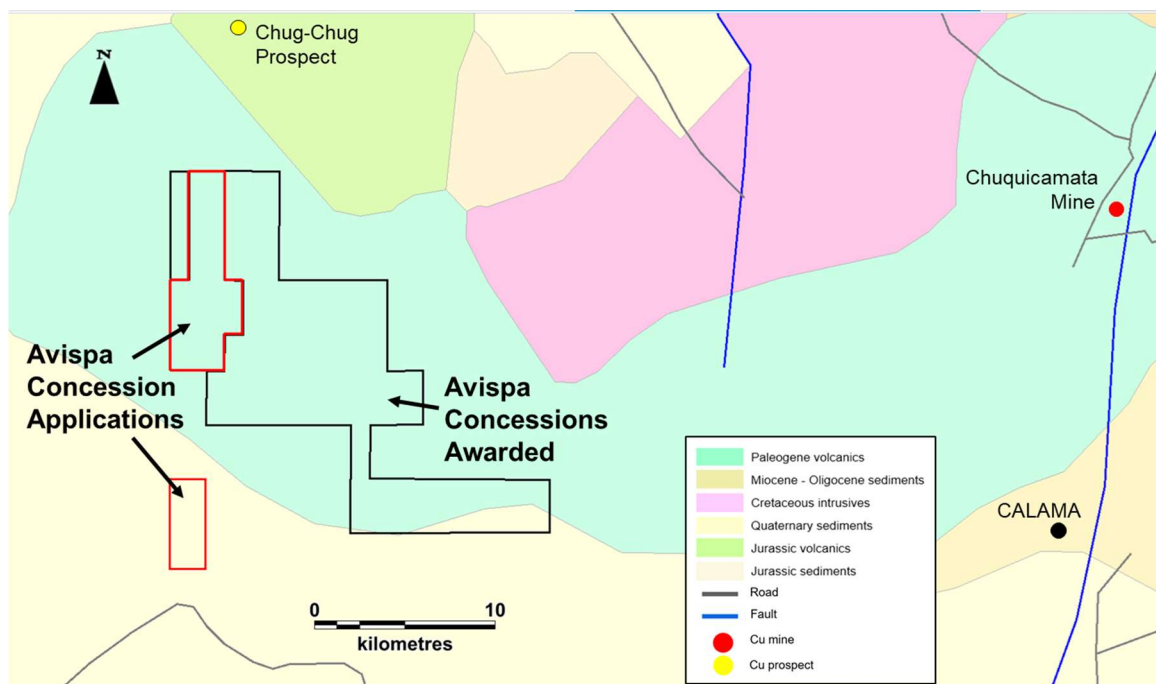 Chug-Chug
Prospect
N
Chuquicamata
Mine
Avispa
Concession
Applications
Avispa
Concessions
Awarded
Paleogene volcanics
Miocene - Oligocene sediments
Cretaceous intrusives
Quaternary sediments
Jurassic volcanics
Jurassic sediments
Road
Fault
Cu mine
Cu prospect
CALAMA
0 10
kilometres